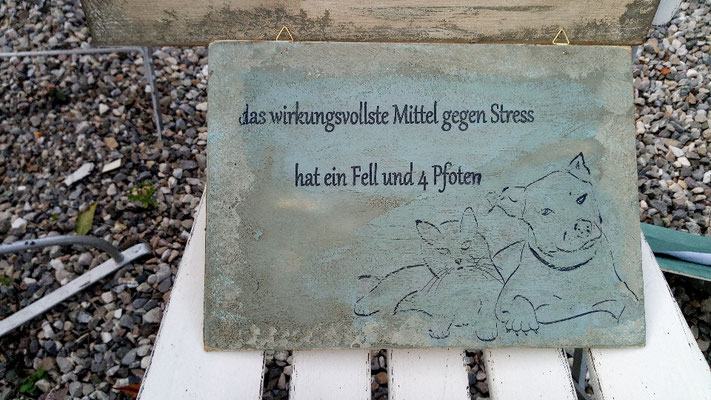 das wirkungsvollste Mittel gegen Stress
hat ein Fell und 4 Pfoten